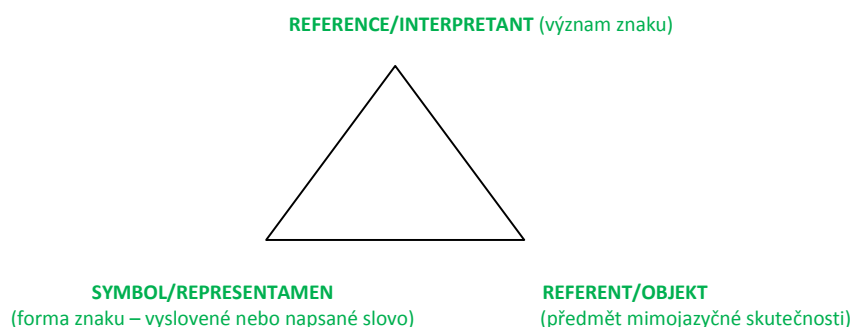 REFERENCE/INTERPRETANT (význam znaku)
SYMBOL/REPRESENTAMEN
REFERENT/OBJEKT
(forma znaku – vyslovené nebo napsané slovo)
(předmět mimojazyčné skutečnosti)